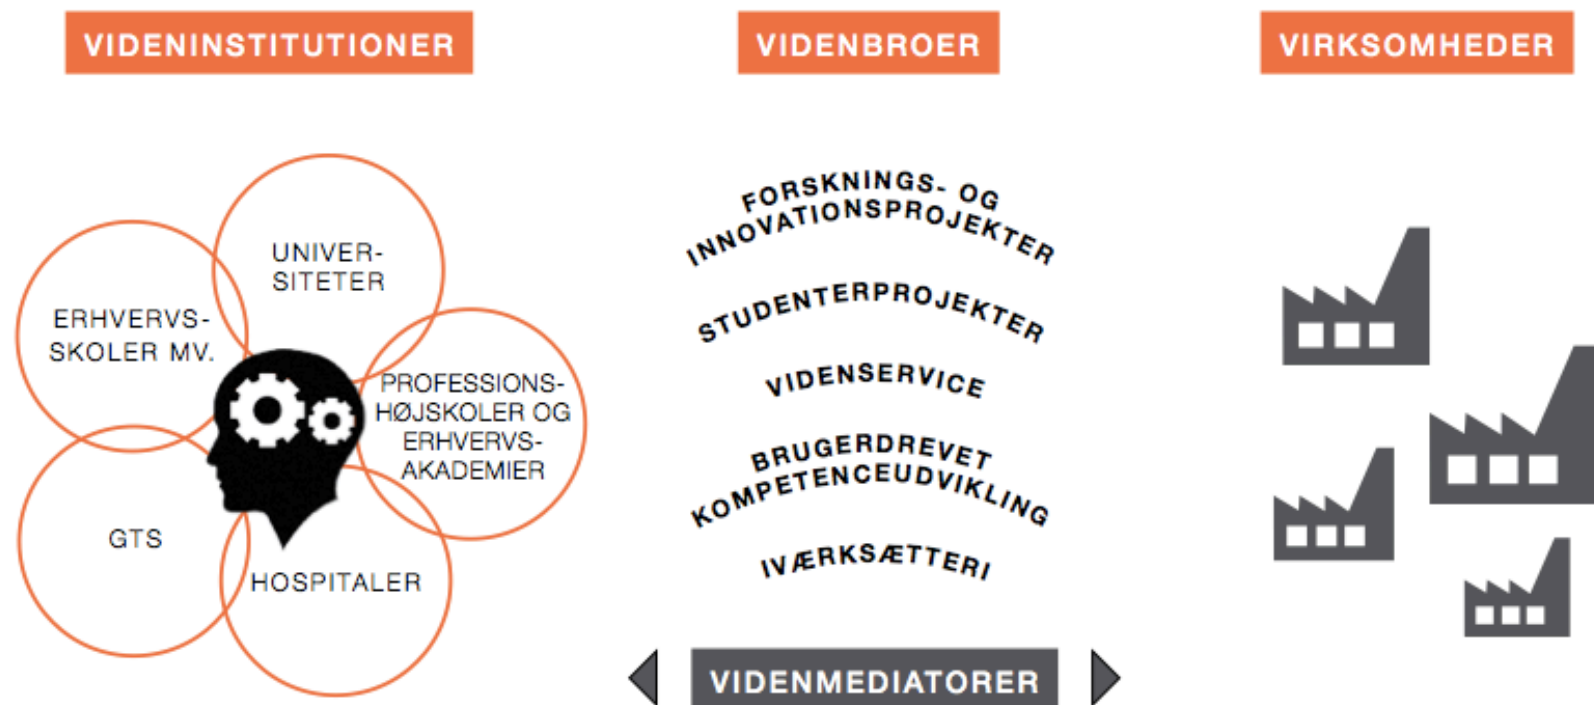 VIDENINSTITUTIONER
VIDENBROER
VIRKSOMHEDER
UNIVER-
SITETER
ERHVERVS-
SKOLER MV.
PROFESSIONS-
HØJSKOLER OG
ERHVERVS-
AKADEMIER
GTS
HOSPITALER
FORSKNINGS- OG
INNOVATIONSPROJEKTER
STUDENTERPROJEKTER
VIDENSERVICE
BRUGERDREVET
KOMPETENCEUDVIKLING
IVÆRKSÆTTERI
VIDENMEDIATORER